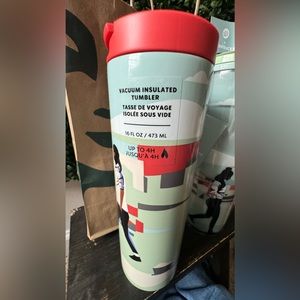 VACUUM INSULATED
TUMBLER
TASSE DE VOYAGE
ISOLÉE SOUS VIDE
16 FL OZ / 473 ML
UP TO 4H
JUSQU'À 4H